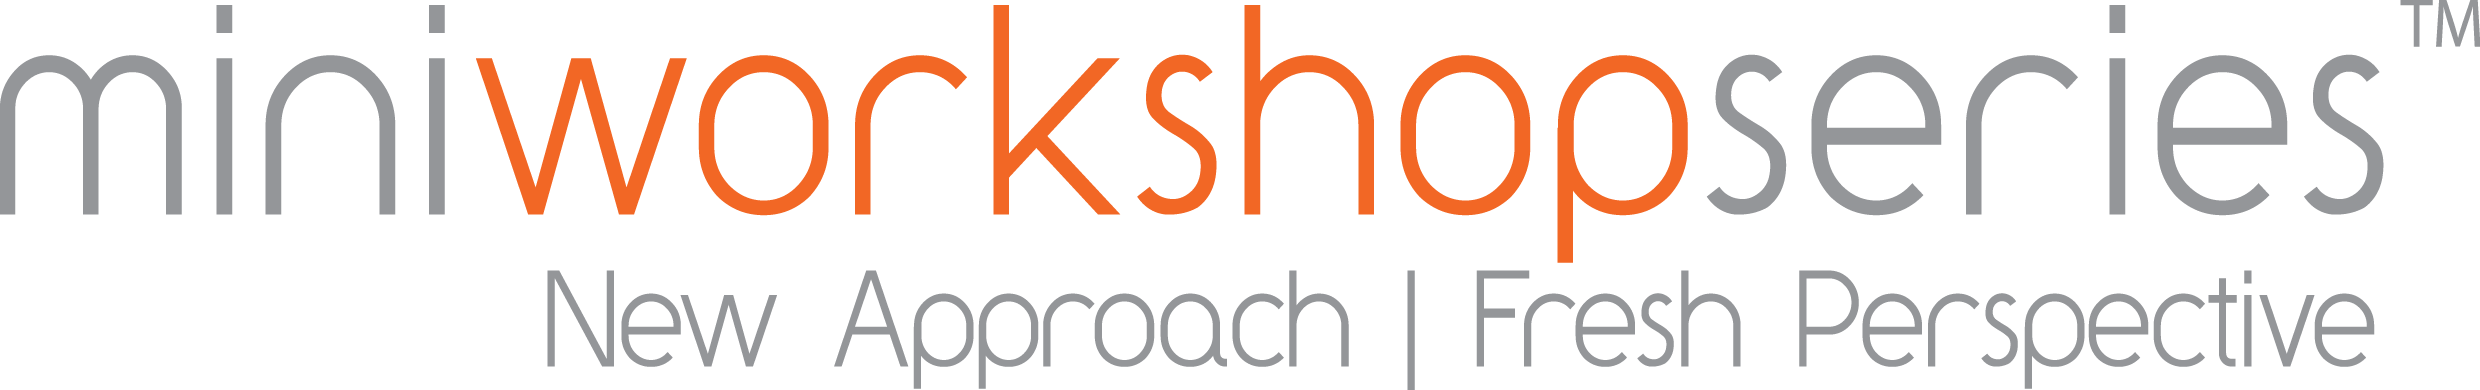 miniworkshopseries™
New Approach | Fresh Perspective